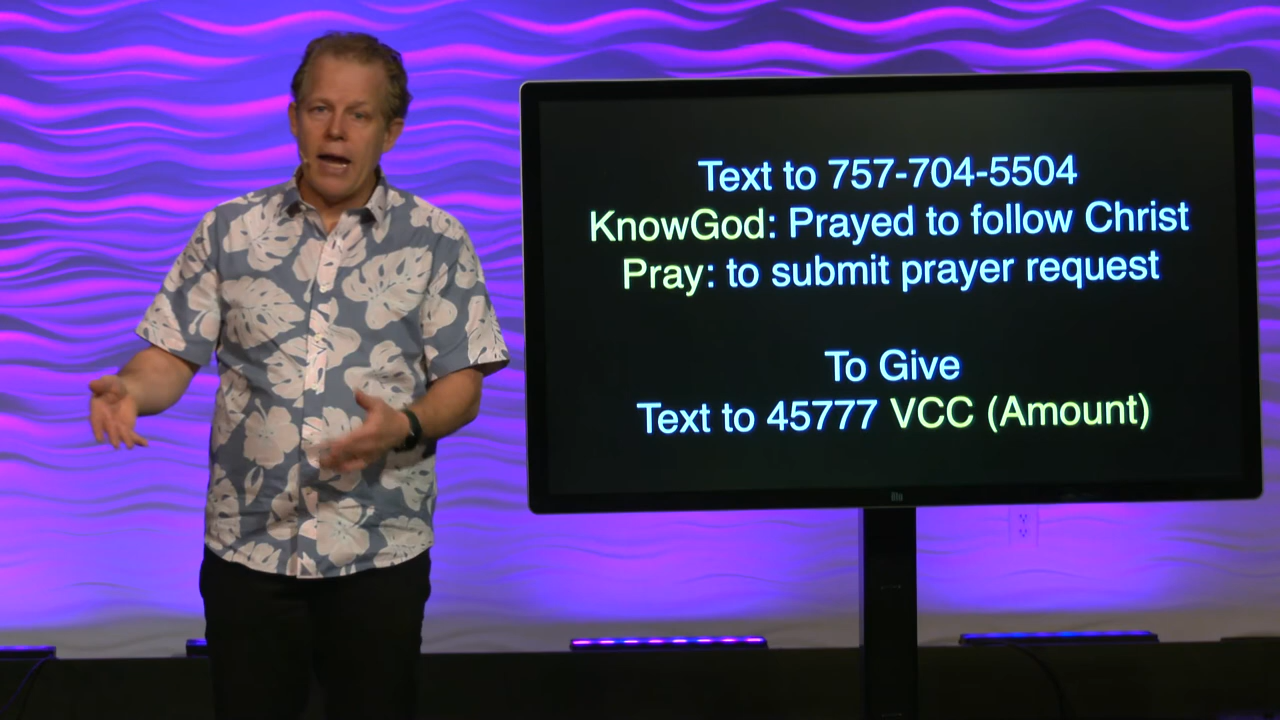 Text to 757-704-5504
KnowGod: Prayed to follow Christ
Pray: to submit prayer request
To Give
Text to 45777 VCC (Amount)
elo